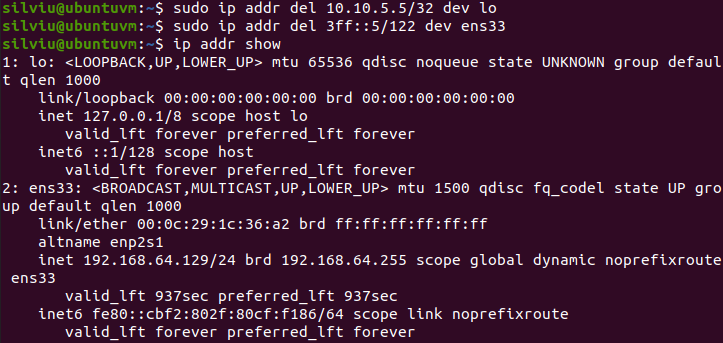 silviu@ubuntuvm:~$ sudo ip addr del 10.10.5.5/32 dev lo
silviu@ubuntuvm:~$ sudo ip addr del 3ff::5/122 dev ens33
silviu@ubuntuvm:~$ ip addr show
1: lo: <LOOPBACK,UP,LOWER_UP> mtu 65536 qdisc noqueue state UNKNOWN group defaul
t qlen 1000
    link/loopback 00:00:00:00:00:00 brd 00:00:00:00:00:00
    inet 127.0.0.1/8 scope host lo
       valid_lft forever preferred_lft forever
    inet6 ::1/128 scope host
       valid_lft forever preferred_lft forever
2: ens33: <BROADCAST,MULTICAST,UP,LOWER_UP> mtu 1500 qdisc fq_codel state UP gro
up default qlen 1000
    link/ether 00:0c:29:1c:36:a2 brd ff:ff:ff:ff:ff:ff
    altname enp2s1
    inet 192.168.64.129/24 brd 192.168.64.255 scope global dynamic noprefixroute
 ens33
       valid_lft 937sec preferred_lft 937sec
    inet6 fe80::cbf2:802f:80cf:f186/64 scope link noprefixroute
       valid_lft forever preferred_lft forever